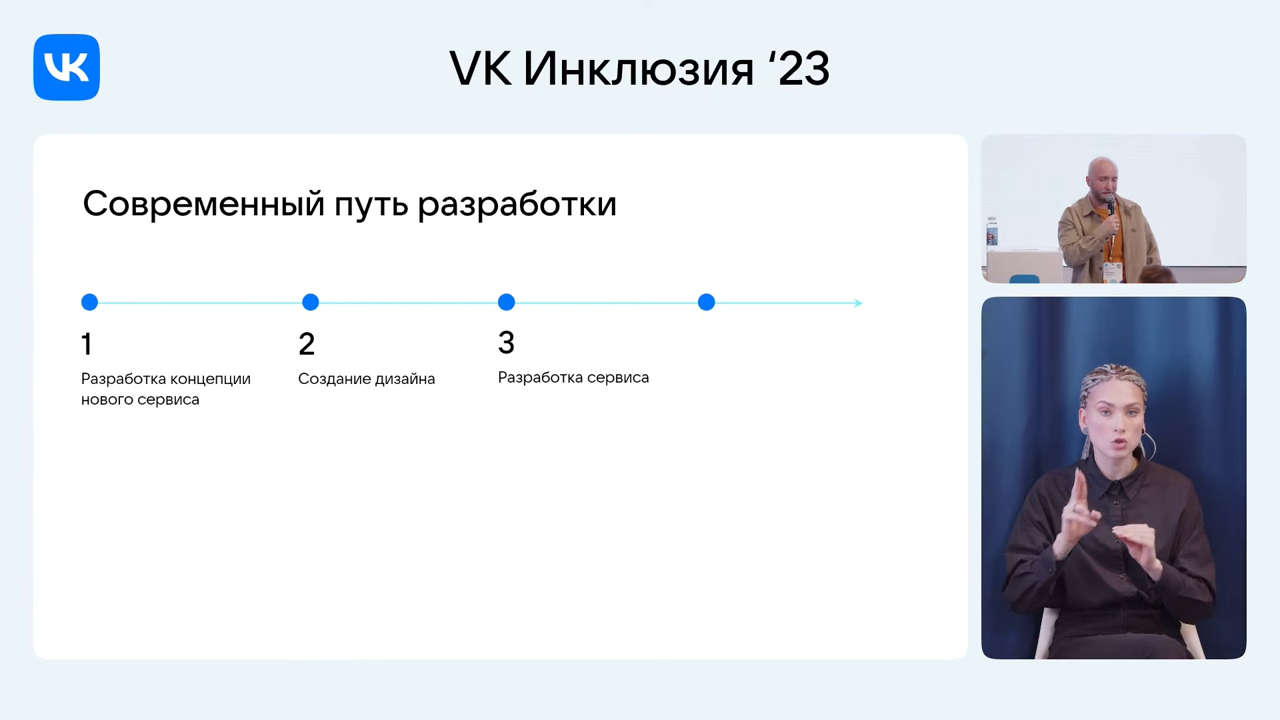 VK
VK Инклюзия ‘23
Современный путь разработки
1
Разработка концепции
нового сервиса
2
Создание дизайна
3
Разработка сервиса